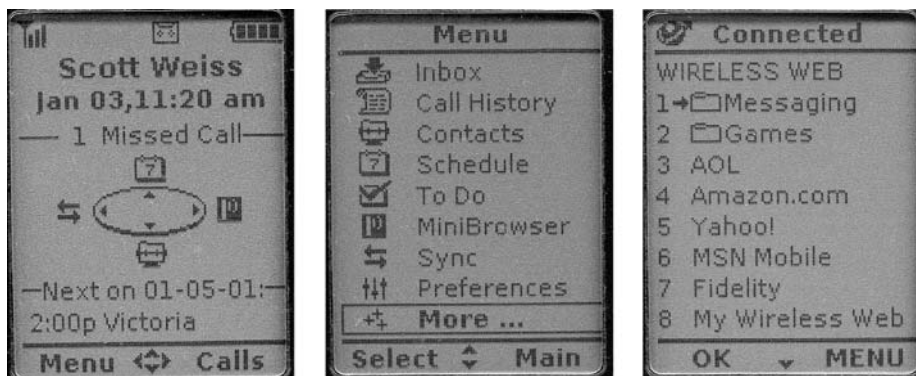 Scott Weiss
Jan 03,11:20 am
1 Missed Call
7
Next on 01-05-01:
2:00p Victoria
Menu Calls
Menu
Inbox
Call History
Contacts
7 Schedule
To Do
MiniBrowser
Sync
Preferences
More ...
Select Main
Connected
WIRELESS WEB
1 Messaging
2 Games
3 AOL
4 Amazon.com
5 Yahoo!
6 MSN Mobile
7 Fidelity
8 My Wireless Web
OK MENU